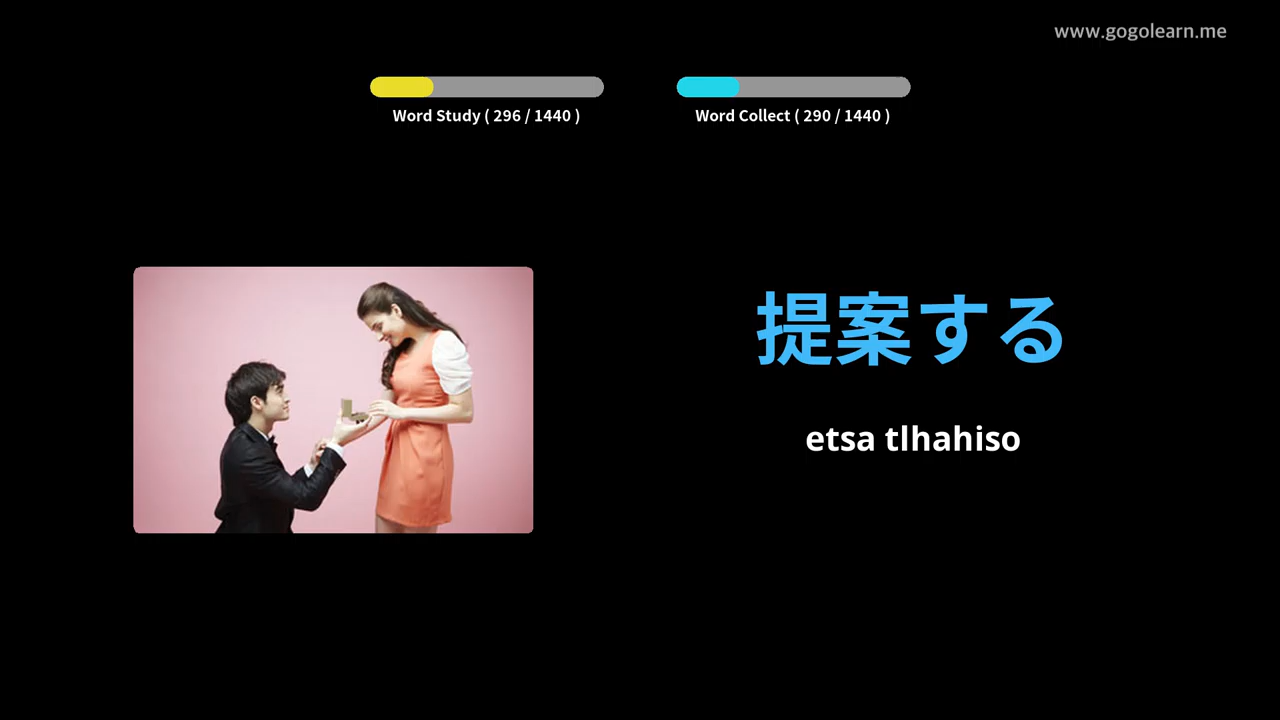 www.gogolearn.me
Word Study ( 296 / 1440 )
Word Collect ( 290 / 1440 )
提案する
etsa tlhahiso